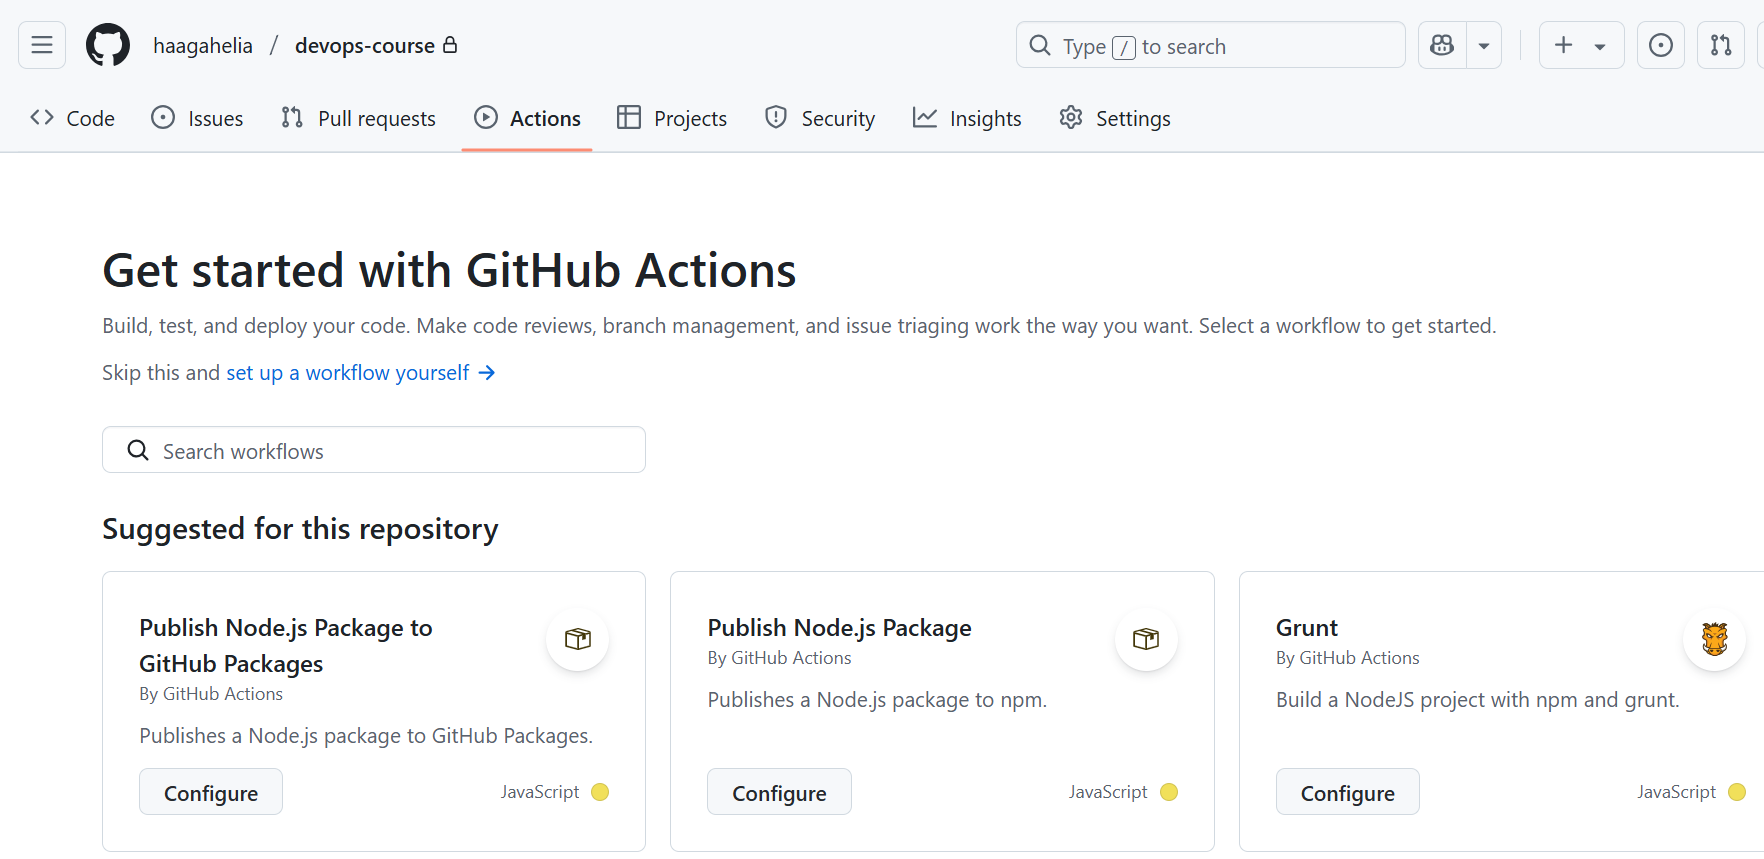 haagahelia / devops-course
Type / to search
Code
Issues
Pull requests
Actions
Projects
Security
Insights
Settings
Get started with GitHub Actions
Build, test, and deploy your code. Make code reviews, branch management, and issue triaging work the way you want. Select a workflow to get started.
Skip this and set up a workflow yourself →
Search workflows
Suggested for this repository
Publish Node.js Package to
GitHub Packages
By GitHub Actions
Publishes a Node.js package to GitHub Packages.
Configure
JavaScript
Publish Node.js Package
By GitHub Actions
Publishes a Node.js package to npm.
Configure
JavaScript
Grunt
By GitHub Actions
Build a NodeJS project with npm and grunt.
Configure
JavaScript